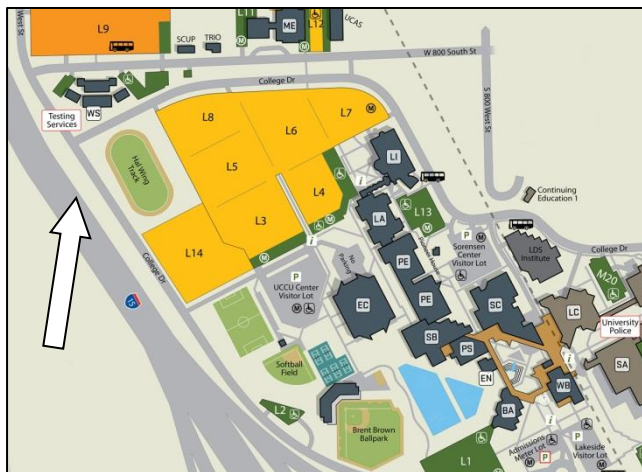 West St
L9
L11
ME
L12
UCAS
SCUP
TRIO
M
M
W 800 South St
College Dr
S 800 West St
WS
Testing
Services
L8
L6
L7
M
Hal Wing
Track
L5
L4
LI
i
L3
M
L14
M
i
LA
L13
M
Continuing
Education 1
College Dr
15
P
UCCU Center
Visitor Lot
M
No
Parking
EC
PE
PE
P
M
Sorensen
Center
Visitor Lot
LDS
Institute
College Dr
M20
SC
LC
University
Police
SA
SB
PS
EN
i
WB
BA
i
Softball
Field
L2
Brent Brown
Ballpark
L1
Admissions
Meter Lot
M
P
P
Lakeside
Visitor Lot
M